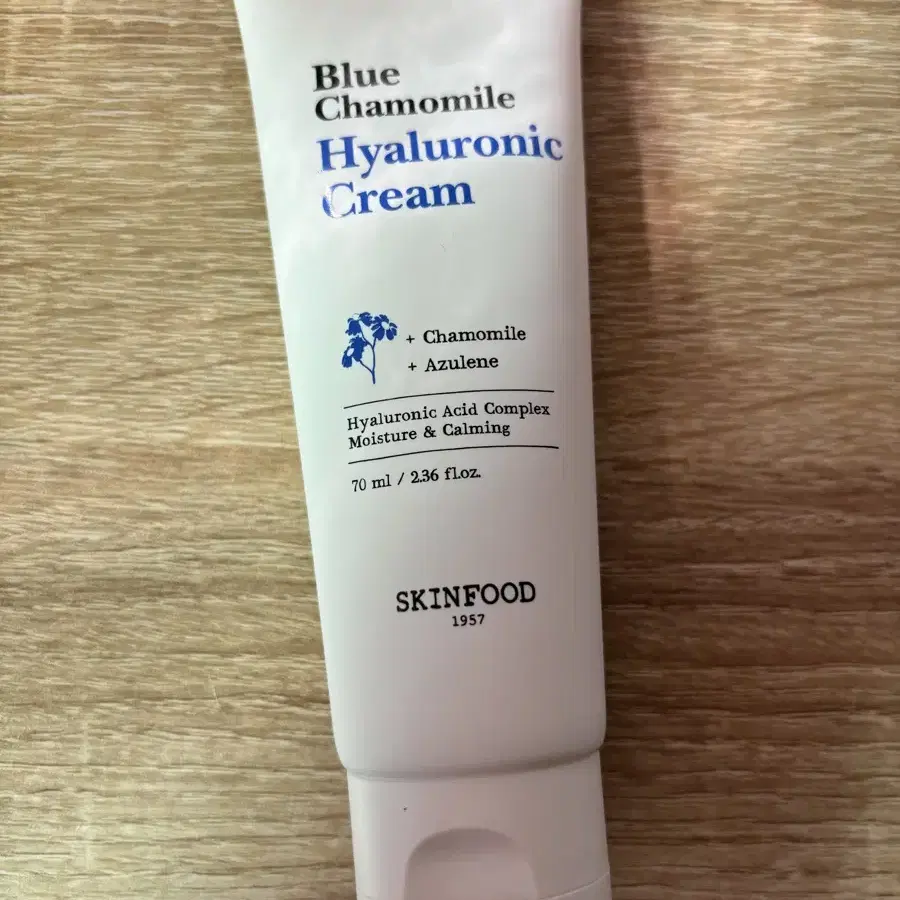 Blue
Chamomile
Hyaluronic
Cream
+ Chamomile
+ Azulene
Hyaluronic Acid Complex
Moisture & Calming
70 ml / 2.36 fl.oz.
SKINFOOD
1957